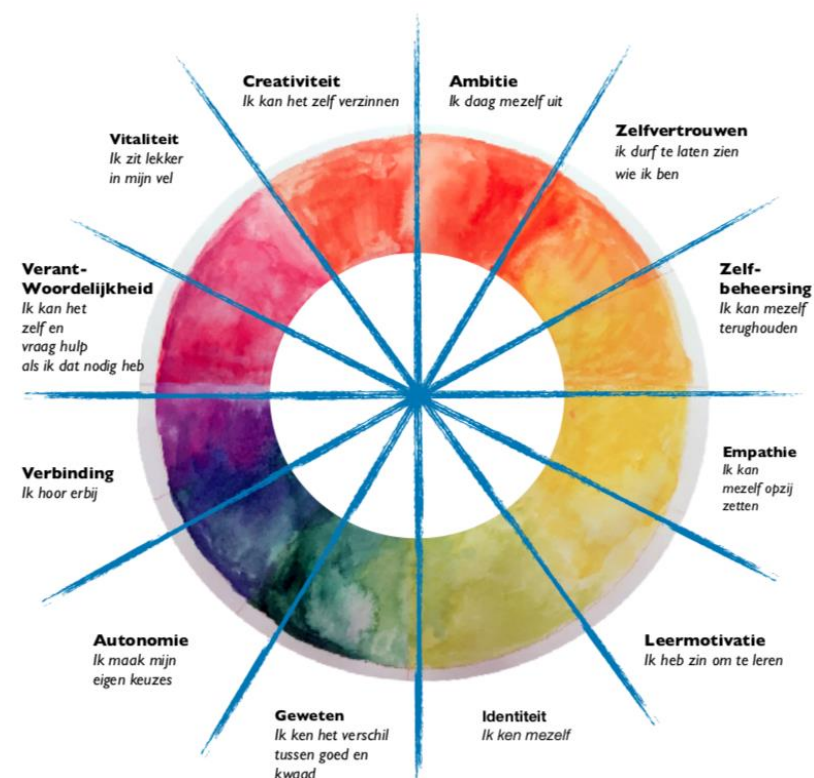 Creativiteit
Ik kan het zelf verzinnen
Ambitie
Ik daag mezelf uit
Zelfvertrouwen
ik durf te laten zien
wie ik ben
Zelf-
beheersing
Ik kan mezelf
terughouden
Empathie
Ik kan
mezelf opzij
zetten
Leermotivatie
Ik heb zin om te leren
Identiteit
Ik ken mezelf
Geweten
Ik ken het verschil
tussen goed en
kwaad
Autonomie
Ik maak mijn
eigen keuzes
Verbinding
Ik hoor erbij
Verant-
Woordelijkheid
Ik kan het
zelf en
vraag hulp
als ik dat nodig heb
Vitaliteit
Ik zit lekker
in mijn vel